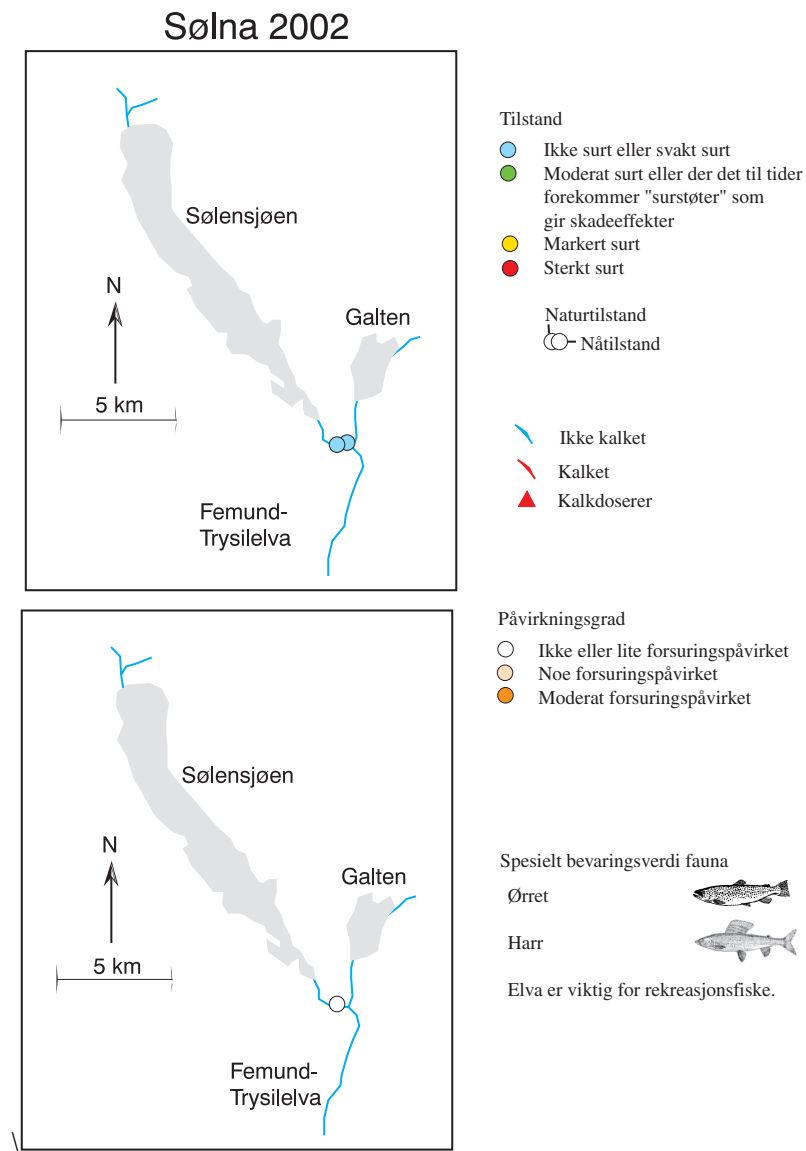 Sølna 2002
Sølensjøen
N
Galten
5 km
Femund-
Trysilelva
Tilstand
Ikke surt eller svakt surt
Moderat surt eller der det til tider
forekommer "surstøter" som
gir skadeeffekter
Markert surt
Sterkt surt
Naturtilstand
Nåtilstand
Ikke kalket
Kalket
Kalkdoserer
Sølensjøen
N
Galten
5 km
Femund-
Trysilelva
\
Påvirkningsgrad
Ikke eller lite forsuringspåvirket
Noe forsuringspåvirket
Moderat forsuringspåvirket
Spesielt bevaringsverdi fauna
Ørret
Harr
Elva er viktig for rekreasjonsfiske.